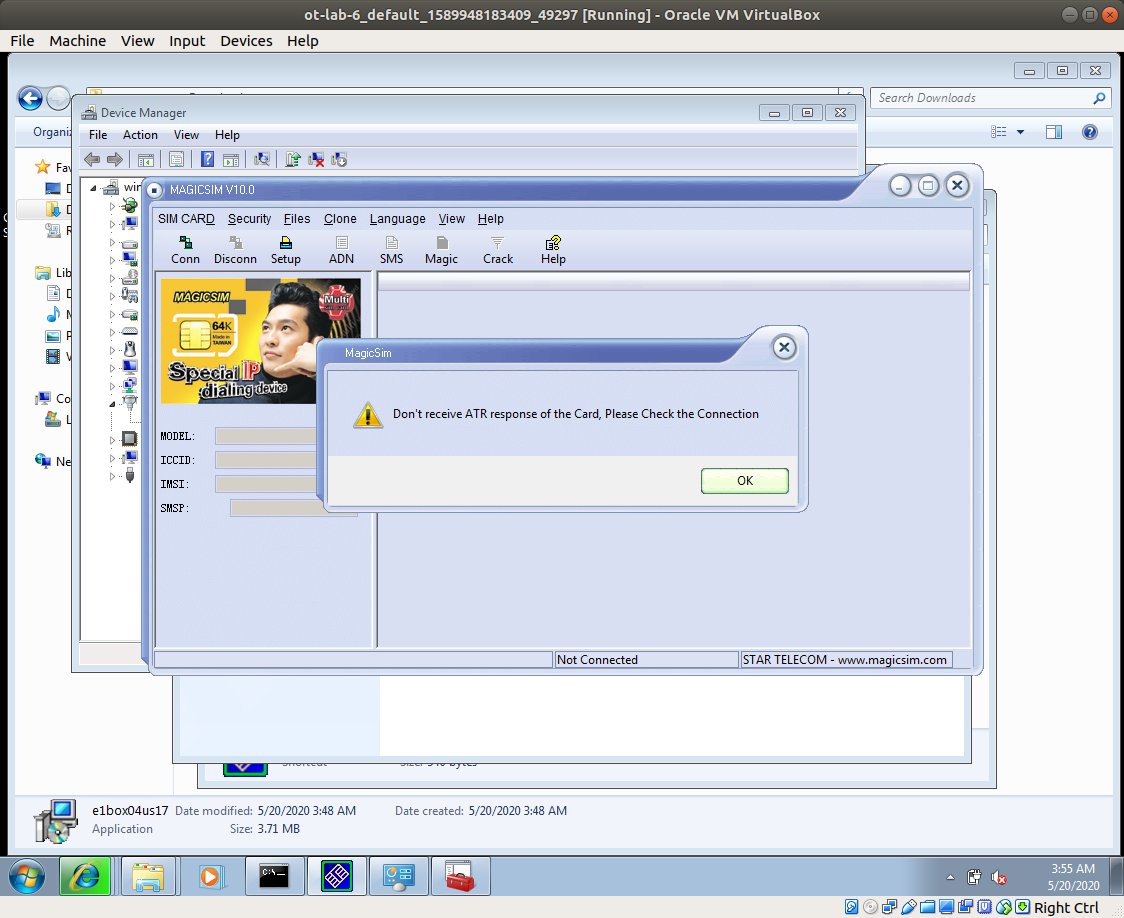 ot-lab-6_default_1589948183409_49297 [Running] - Oracle VM VirtualBox
File Machine View Input Devices Help
Search Downloads
Device Manager
Organiz
File Action View Help
Fav
win
MAGICSIM V10.0
SIM CARD Security Files Clone Language View Help
Conn Disconn Setup ADN SMS Magic Crack Help
Lib
MAGICSIM
Multi
64K
Made in
TAIWAN
Special IP
dialing device
MagicSim
Don't receive ATR response of the Card, Please Check the Connection
OK
Co
Ne
MODEL:
ICCID:
IMSI:
SMSP:
Not Connected
STAR TELECOM - www.magicsim.com
e1box04us17 Date modified: 5/20/2020 3:48 AM Date created: 5/20/2020 3:48 AM
Application Size: 3.71 MB
C:\-
3:55 AM
5/20/2020
Right Ctrl